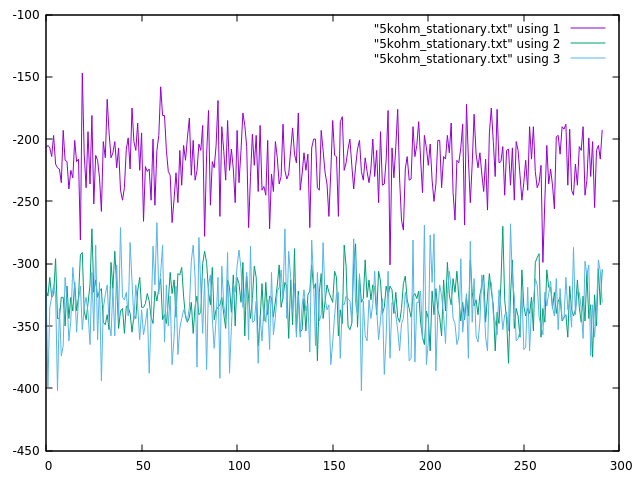 -100
"5kohm_stationary.txt" using 1
"5kohm_stationary.txt" using 2
"5kohm_stationary.txt" using 3
-150
-200
-250
-300
-350
-400
-450
0 50 100 150 200 250 300